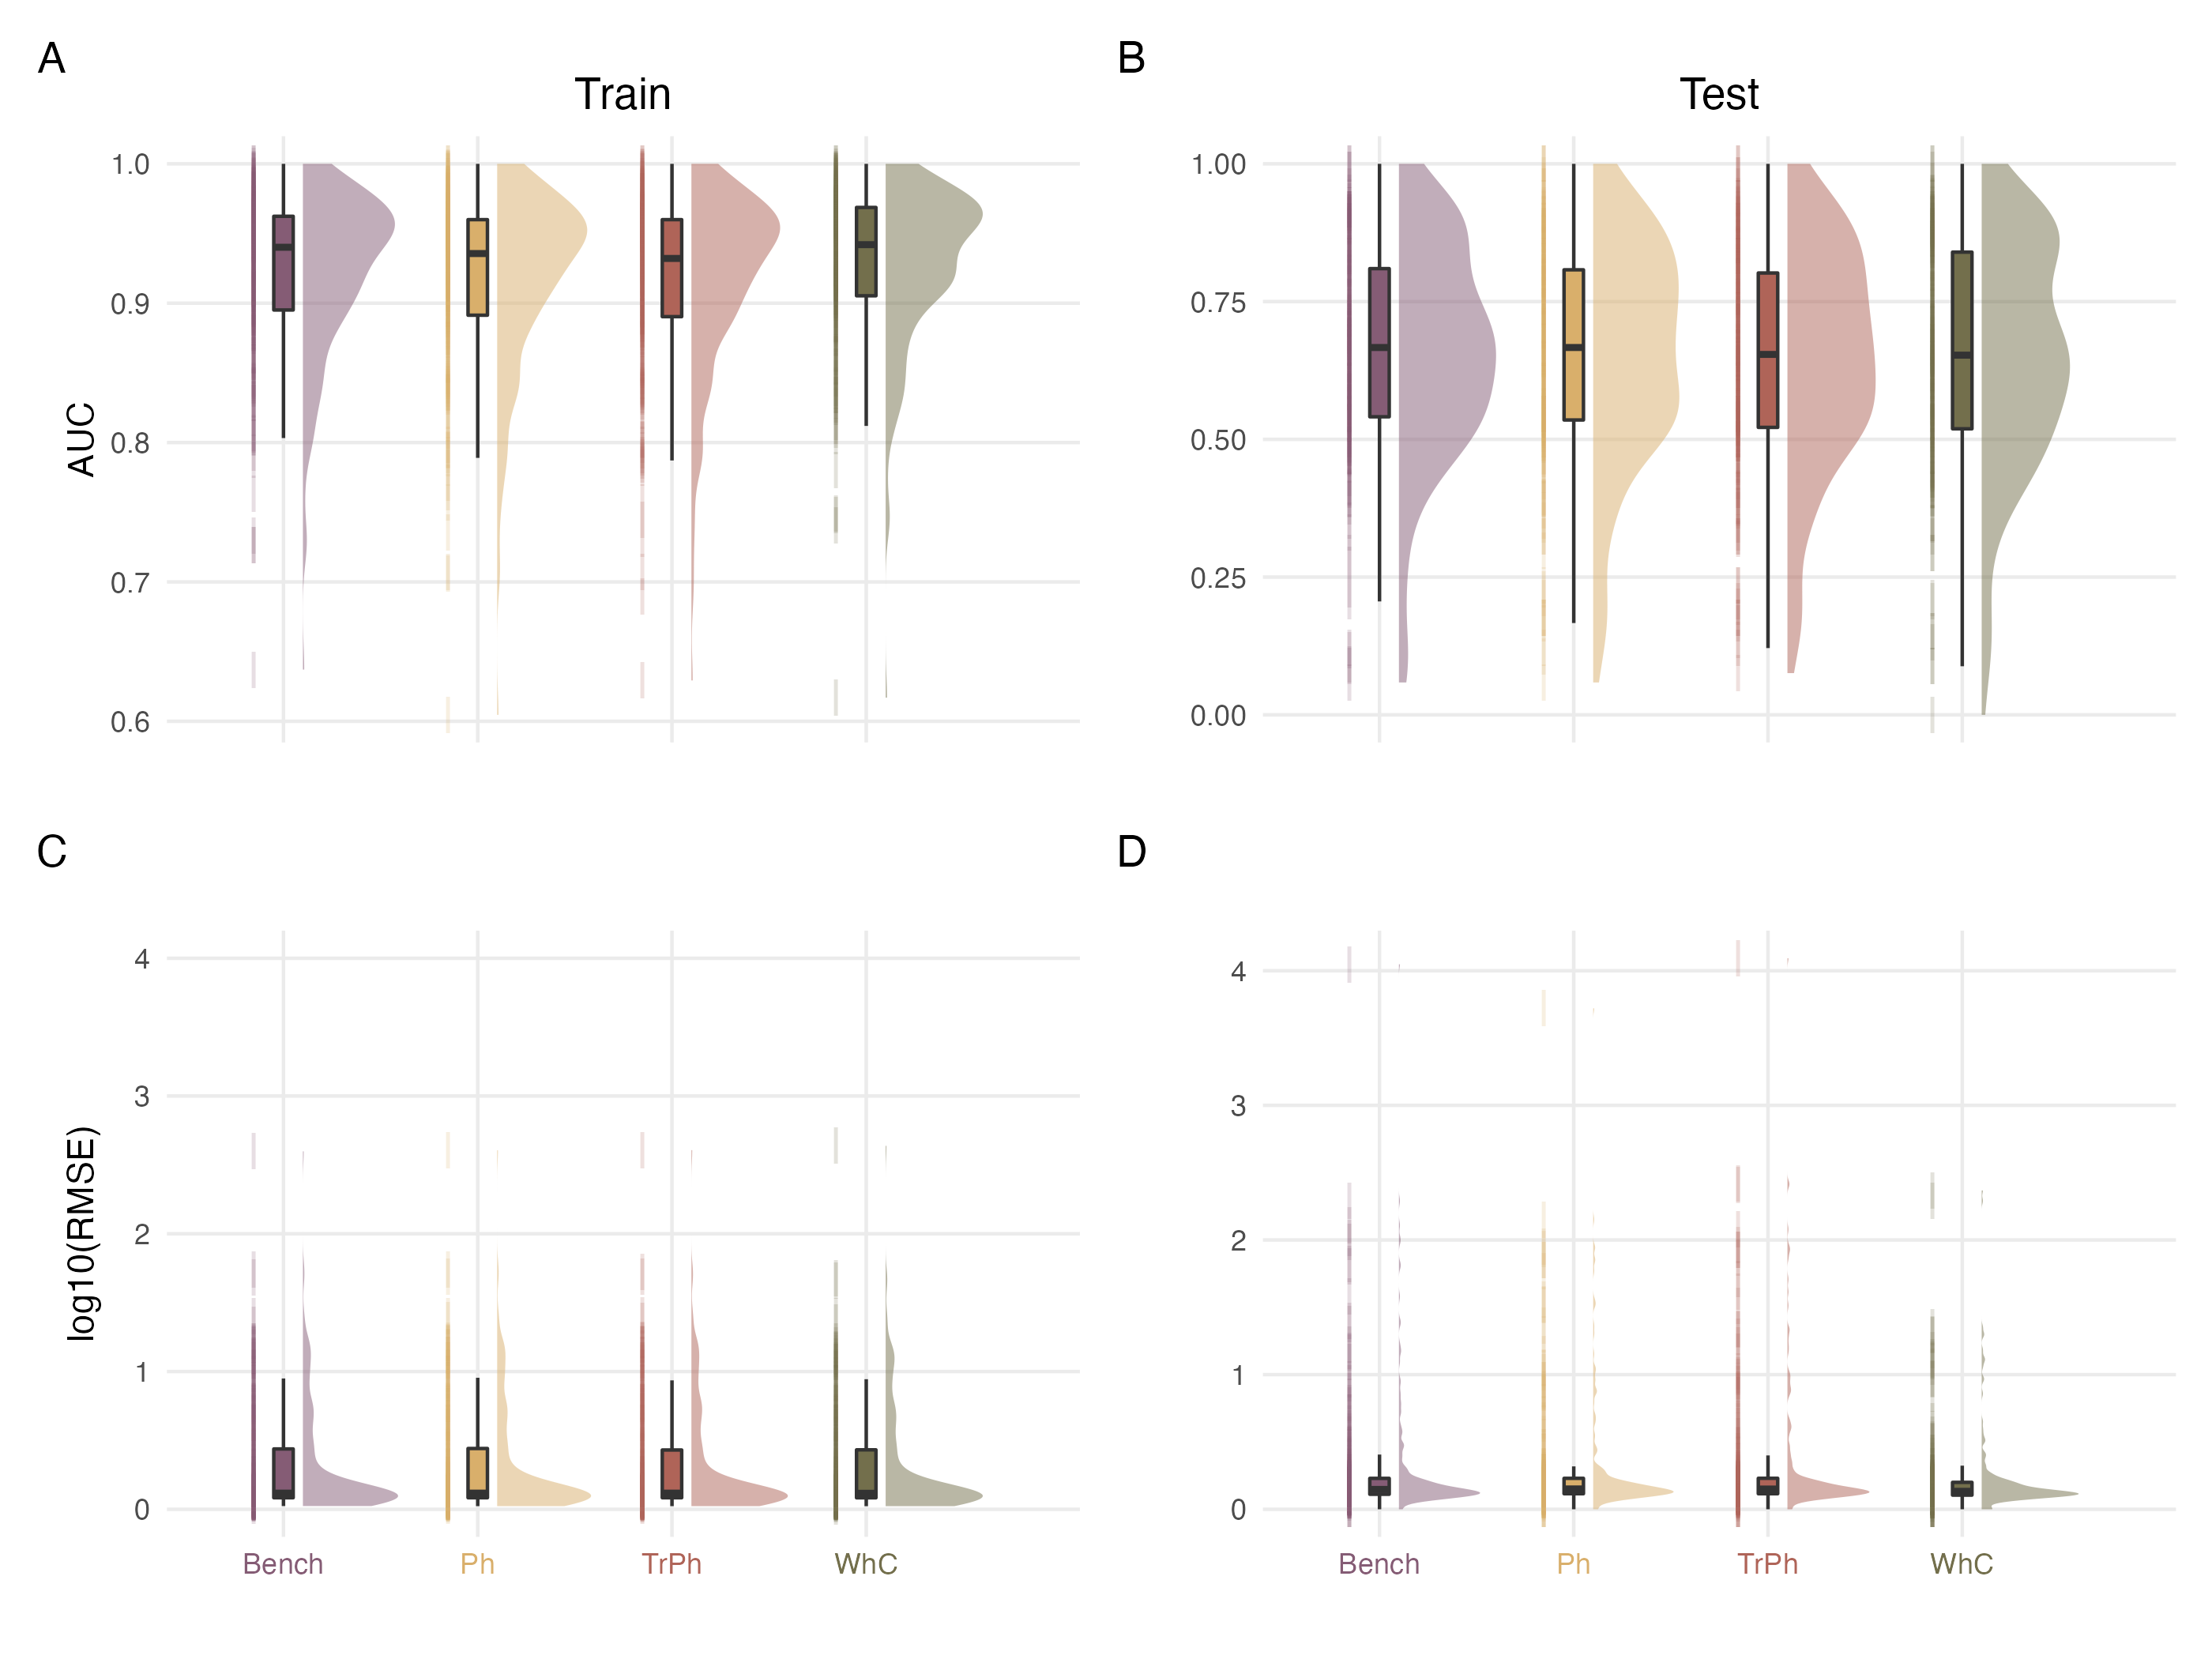 A
Train
1.0
0.9
0.8
0.7
0.6
AUC
B
Test
1.00
0.75
0.50
0.25
0.00
C
4
3
2
1
0
log10(RMSE)
Bench Ph TrPh WhC
D
4
3
2
1
0
Bench Ph TrPh WhC